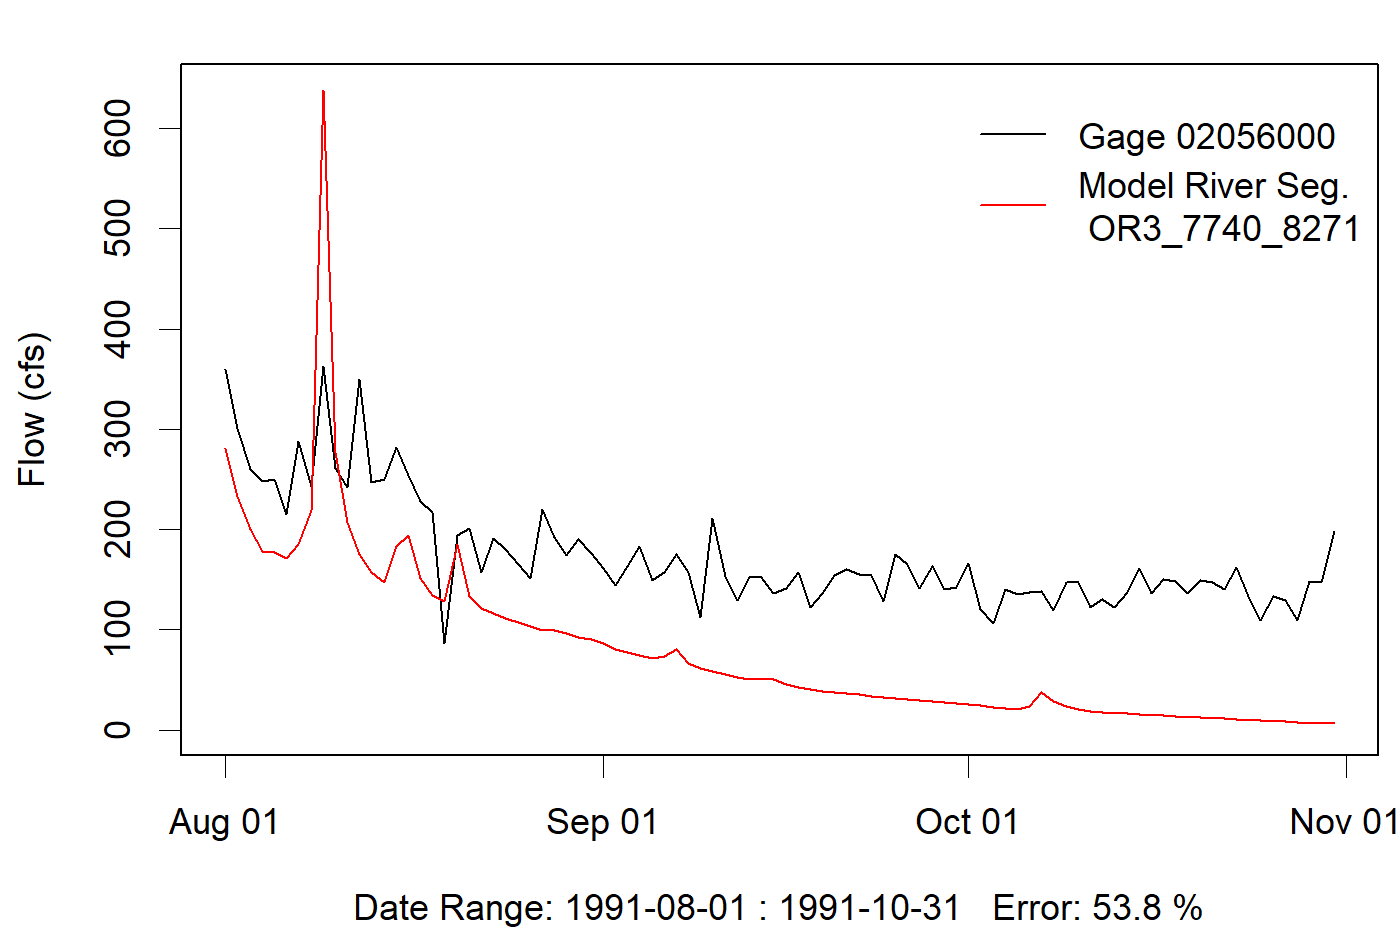 Gage 02056000
Model River Seg.
OR3_7740_8271
Flow (cfs)
600
500
400
300
200
100
0
Aug 01 Sep 01 Oct 01 Nov 01
Date Range: 1991-08-01 : 1991-10-31 Error: 53.8 %